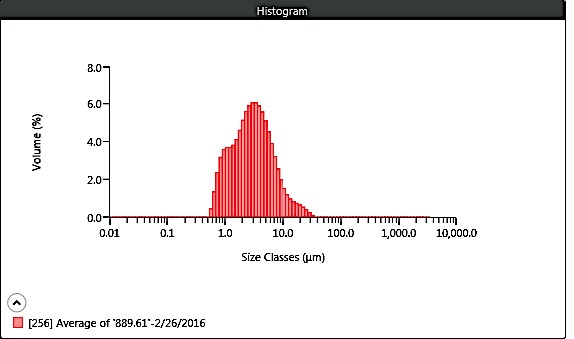 Histogram
8.0
6.0
4.0
2.0
0.0
Volume (%)
0.01 0.1 1.0 10.0 100.0 1,000.0 10,000.0
Size Classes (μm)
[256] Average of '889.61'-2/26/2016